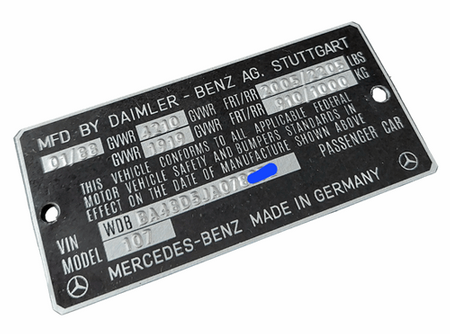 MFD BY DAIMLER - BENZ AG. STUTTGART
01/88 GVWR 4210 GVWR FRT/RR 2005/2205 LBS
GVWR 1919 GVWR FRT/RR 910/1000 KG
THIS VEHICLE CONFORMS TO ALL APPLICABLE FEDERAL
MOTOR VEHICLE SAFETY AND BUMPERS STANDARDS IN
EFFECT ON THE DATE OF MANUFACTURE SHOWN ABOVE
PASSENGER CAR
VIN WDB BA48D5JA078
MODEL 107
MERCEDES-BENZ MADE IN GERMANY